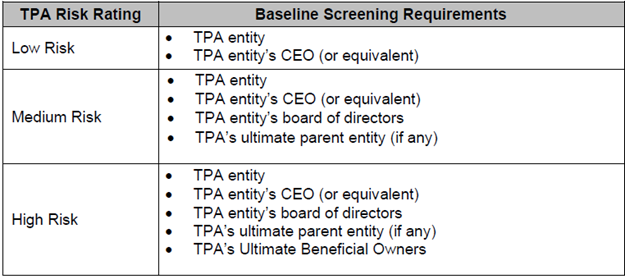 TPA Risk Rating Baseline Screening Requirements
Low Risk
• TPA entity
• TPA entity's CEO (or equivalent)
Medium Risk
• TPA entity
• TPA entity's CEO (or equivalent)
• TPA entity's board of directors
• TPA's ultimate parent entity (if any)
High Risk
• TPA entity
• TPA entity's CEO (or equivalent)
• TPA entity's board of directors
• TPA's ultimate parent entity (if any)
• TPA's Ultimate Beneficial Owners